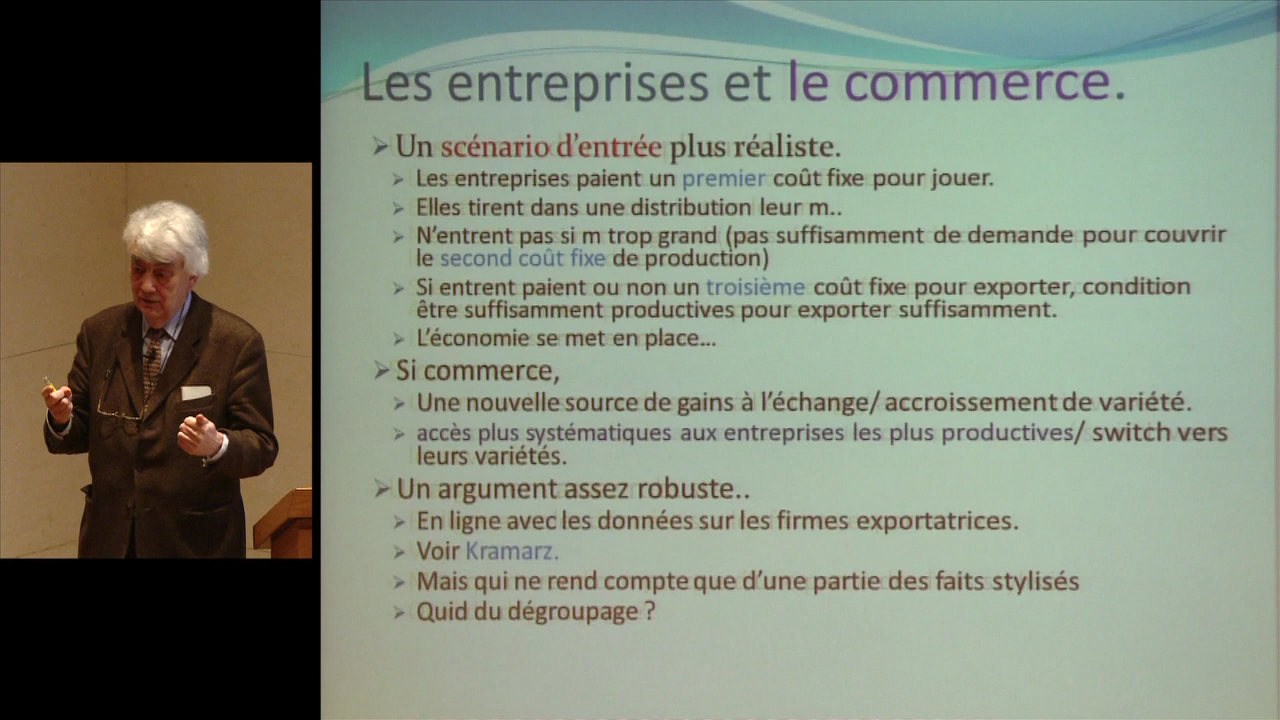 Les entreprises et le commerce.
Un scénario d'entrée plus réaliste.
Les entreprises paient un premier coût fixe pour jouer.
Elles tirent dans une distribution leur m..
N'entrent pas si m trop grand (pas suffisamment de demande pour couvrir
le second coût fixe de production)
Si entrent paient ou non un troisième coût fixe pour exporter, condition
être suffisamment productives pour exporter suffisamment.
L'économie se met en place...
Si commerce,
Une nouvelle source de gains à l'échange/ accroissement de variété.
accès plus systématiques aux entreprises les plus productives/ switch vers
leurs variétés.
Un argument assez robuste..
En ligne avec les données sur les firmes exportatrices.
Voir Kramarz.
Mais qui ne rend compte que d'une partie des faits stylisés
Quid du dégroupage ?